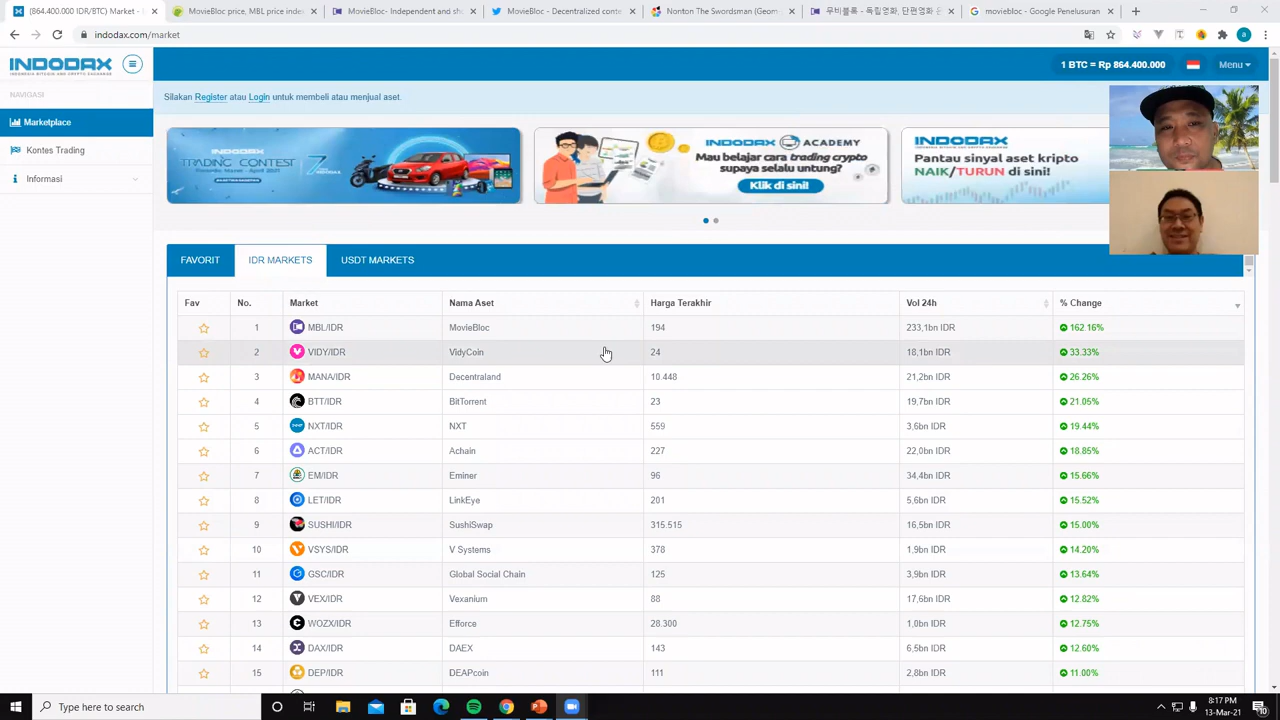 (864.400.000 IDR/BTC) Market -
MovieBloc price, MBL price index
MovieBloc- Independent and sh
MovieBloc - Decentralized conte
Nonton The Swordsman (Geom
무비블록 - 독립영화, 단편영화
moviebloc - Google Penelusuran
indodax.com/market
INDODAX
INDONESIA BITCOIN AND CRYPTO EXCHANGE
1 BTC = Rp 864.400.000
Menu
NAVIGASI
Marketplace
Kontes Trading
Informasi
Silakan Register atau Login untuk membeli atau menjual aset.
INDODAX
TRADING CONTEST 7
INDODAX ACADEMY
Mau belajar cara trading crypto
supaya selalu untung?
Klik di sini!
INDODAX
Pantau sinyal aset kripto
NAIK/TURUN di sini!
FAVORIT
IDR MARKETS
USDT MARKETS
Fav No. Market Nama Aset Harga Terakhir Vol 24h % Change
1 MBL/IDR MovieBloc 194 233,1bn IDR 162.16%
2 VIDY/IDR VidyCoin 24 18,1bn IDR 33.33%
3 MANA/IDR Decentraland 10.448 21,2bn IDR 26.26%
4 BTT/IDR BitTorrent 23 19,7bn IDR 21.05%
5 NXT/IDR NXT 559 3,6bn IDR 19.44%
6 ACT/IDR Achain 227 22,0bn IDR 18.85%
7 EM/IDR Eminer 96 34,4bn IDR 15.66%
8 LET/IDR LinkEye 201 5,6bn IDR 15.52%
9 SUSHI/IDR SushiSwap 315.515 16,5bn IDR 15.00%
10 VSYS/IDR V Systems 378 1,9bn IDR 14.20%
11 GSC/IDR Global Social Chain 125 3,9bn IDR 13.64%
12 VEX/IDR Vexanium 88 17,6bn IDR 12.82%
13 WOZX/IDR Efforce 28.300 1,0bn IDR 12.75%
14 DAX/IDR DAEX 143 6,5bn IDR 12.60%
15 DEP/IDR DEAPcoin 111 2,8bn IDR 11.00%
Type here to search
8:17 PM
13-Mar-21
10